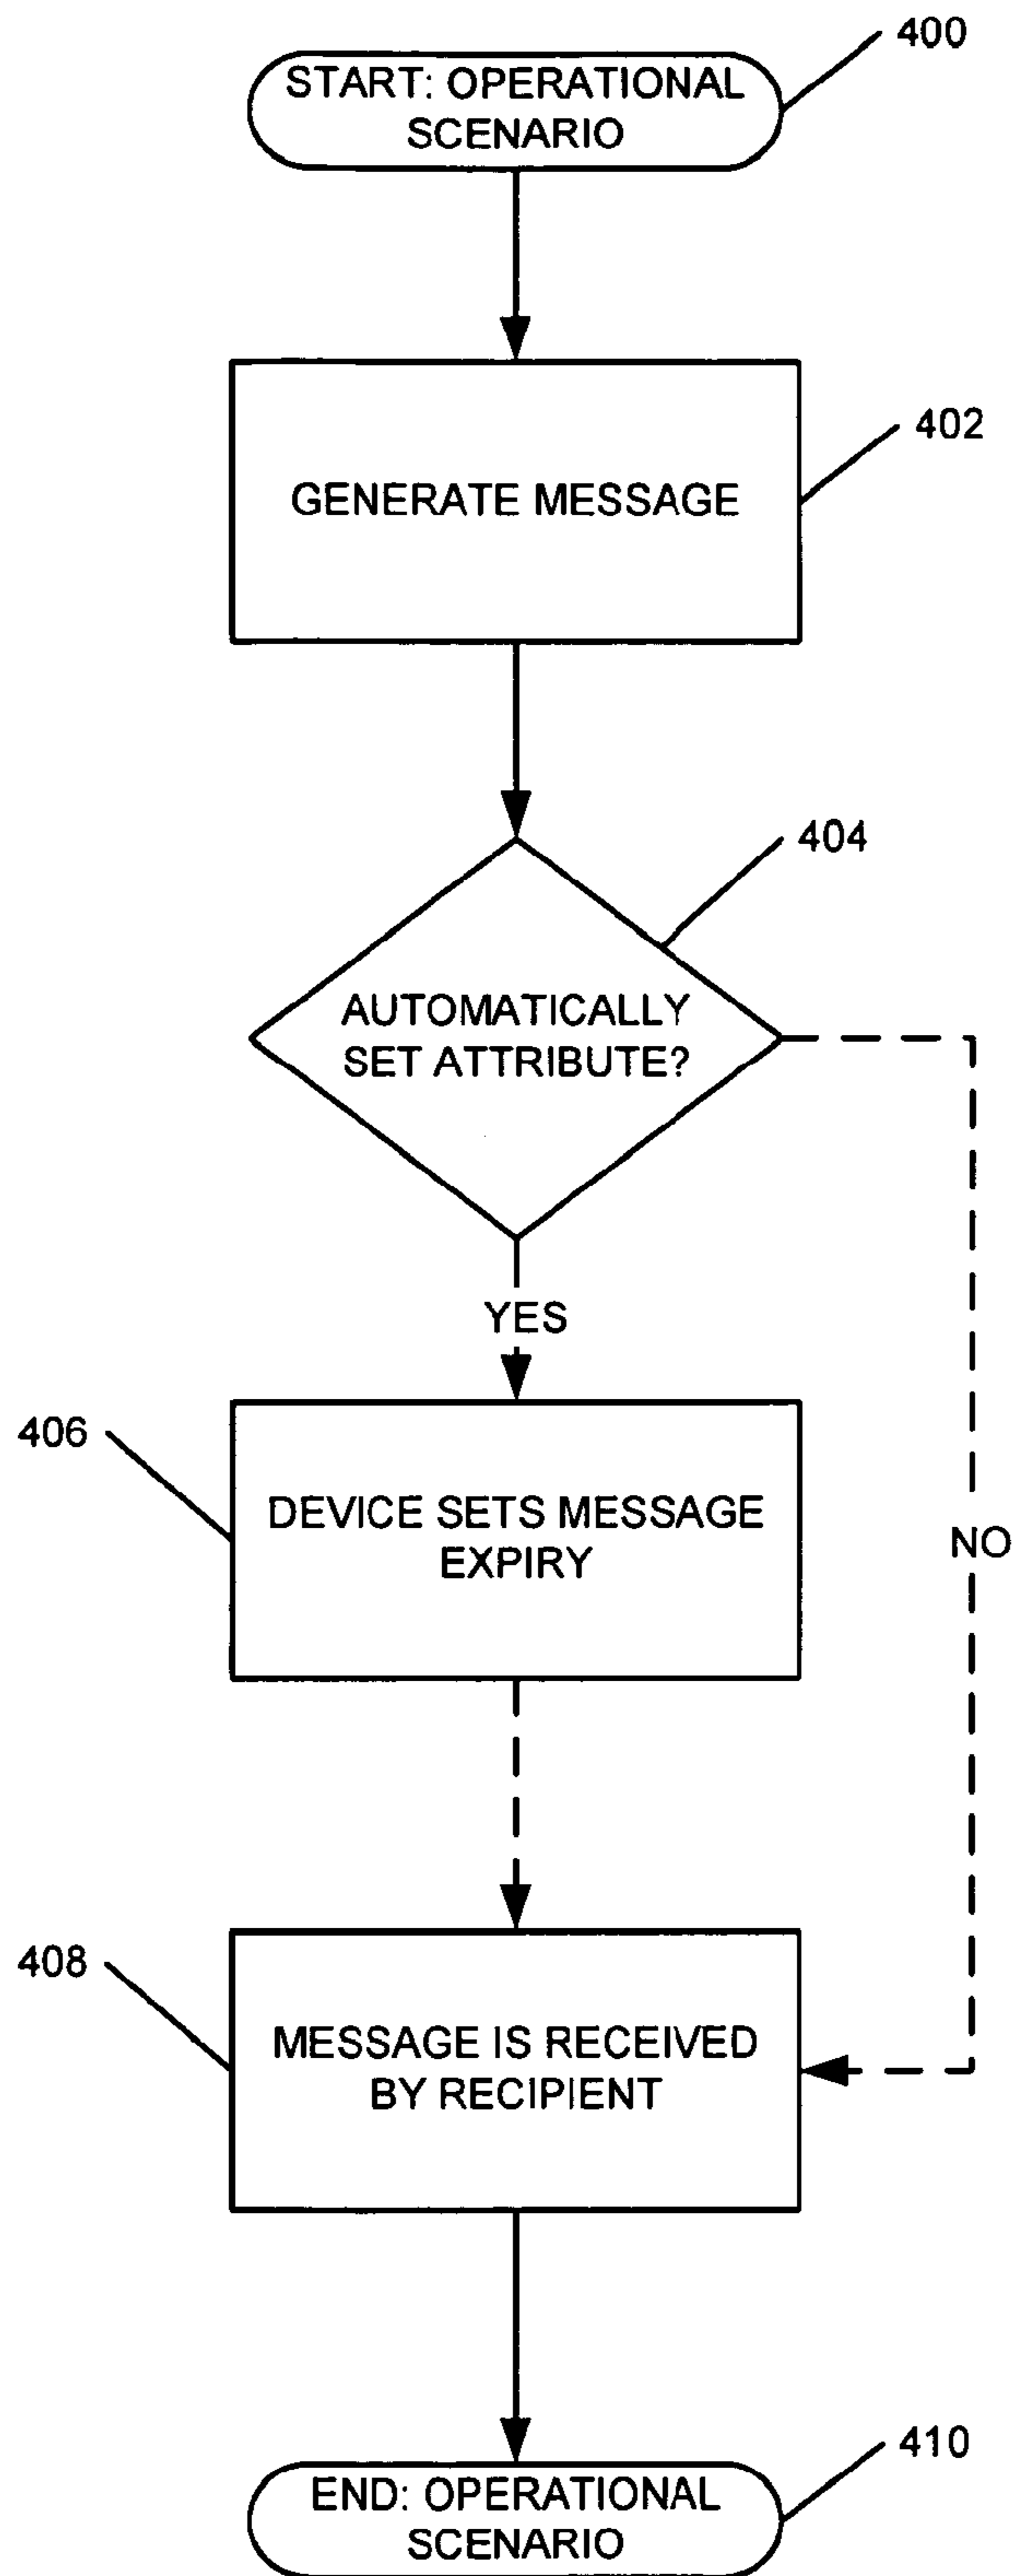 400
START: OPERATIONAL
SCENARIO
402
GENERATE MESSAGE
404
AUTOMATICALLY
SET ATTRIBUTE?
YES
406
DEVICE SETS MESSAGE
EXPIRY
NO
408
MESSAGE IS RECEIVED
BY RECIPIENT
410
END: OPERATIONAL
SCENARIO